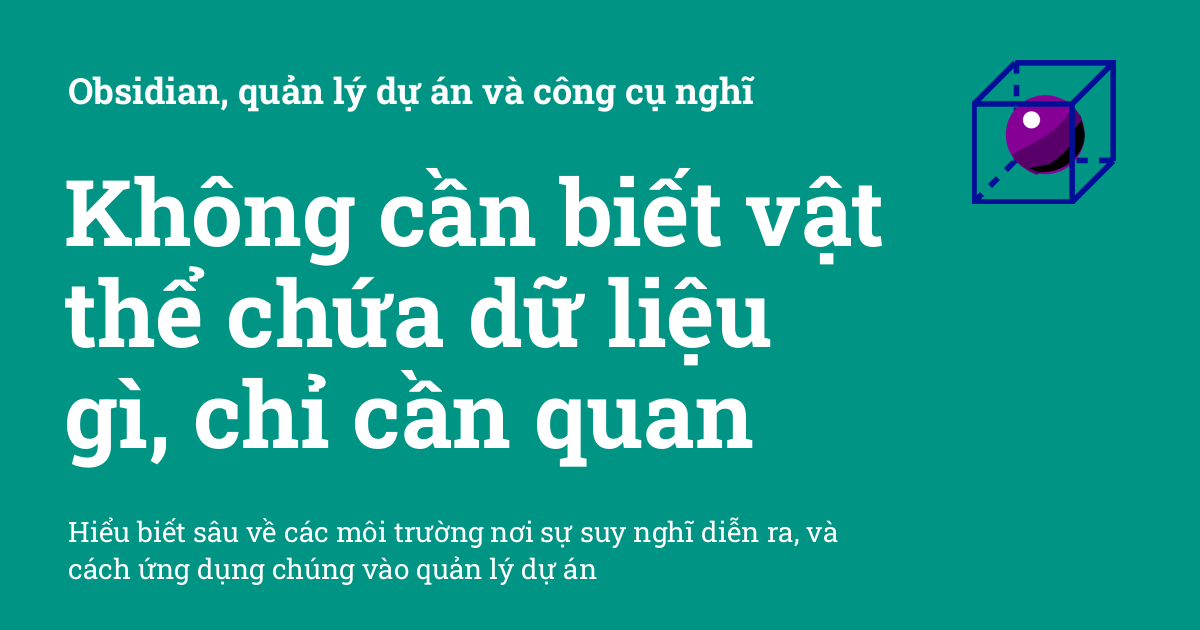 Obsidian, quản lý dự án và công cụ nghĩ
Không cần biết vật
thể chứa dữ liệu
gì, chỉ cần quan
Hiểu biết sâu về các môi trường nơi sự suy nghĩ diễn ra, và
cách ứng dụng chúng vào quản lý dự án